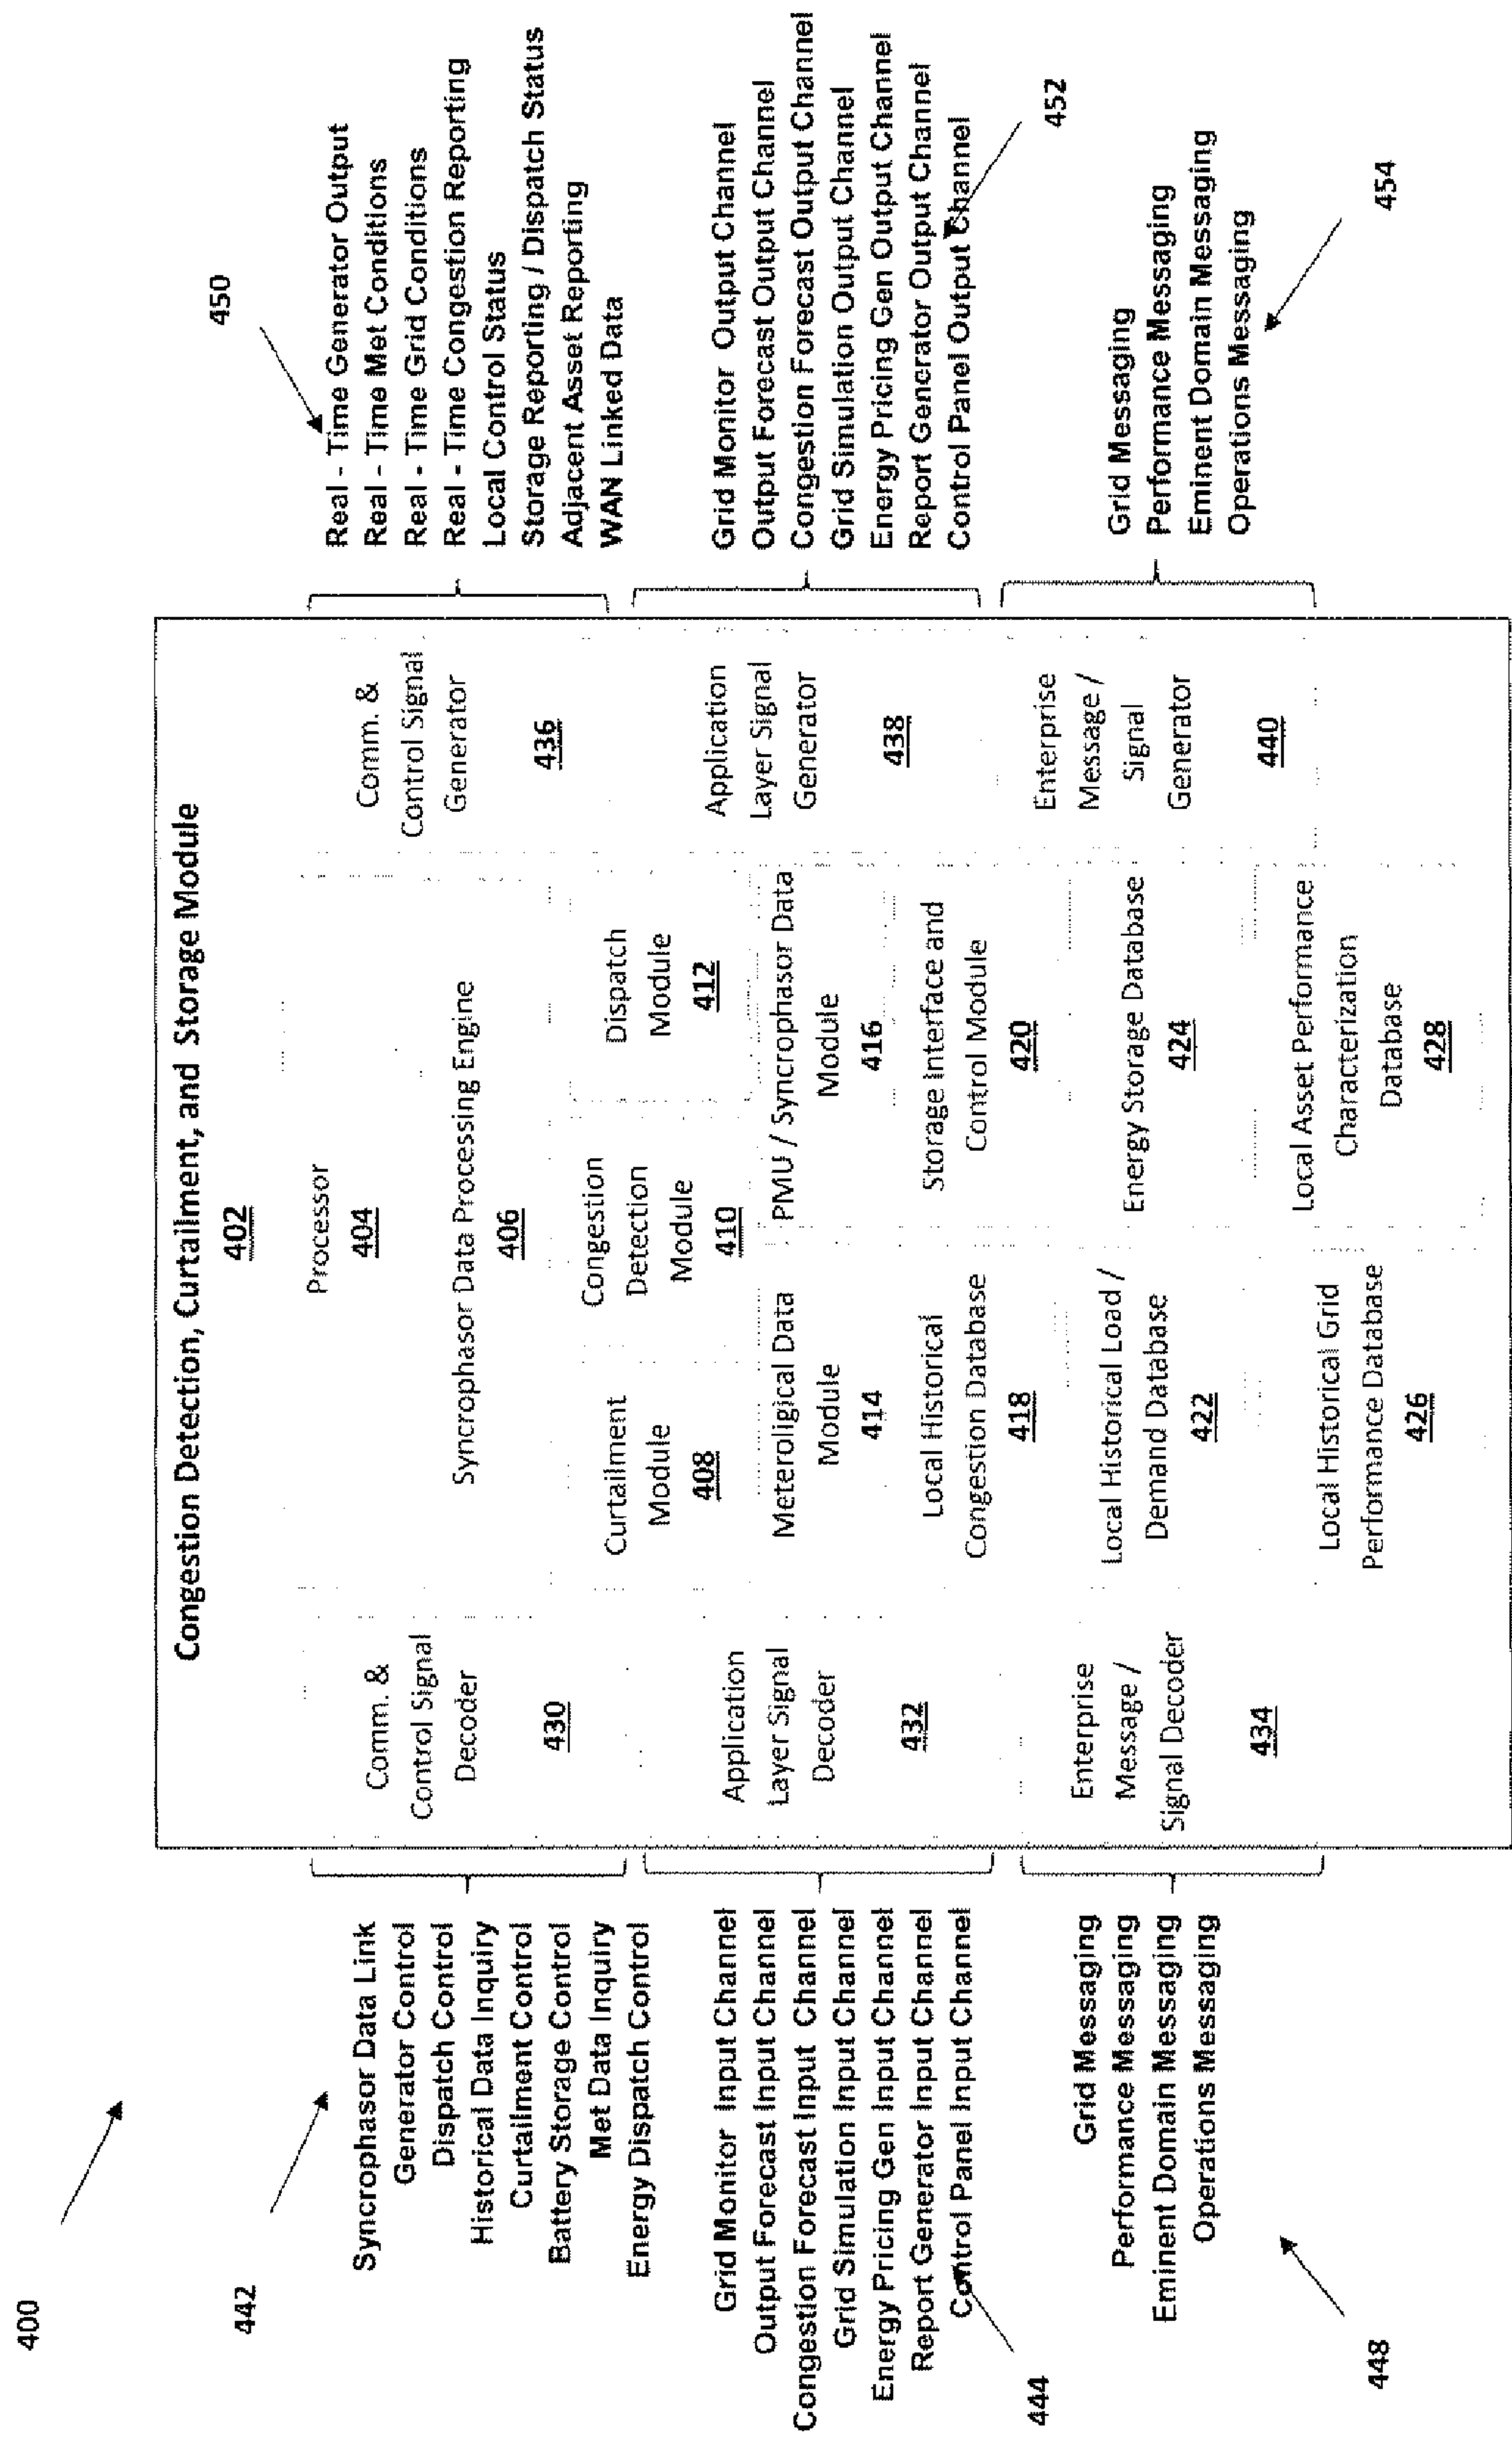 400
442
Syncrophasor Data Link
Generator Control
Dispatch Control
Historical Data Inquiry
Curtailment Control
Battery Storage Control
Met Data Inquiry
Energy Dispatch Control
Grid Monitor Input Channel
Output Forecast Input Channel
Congestion Forecast Input Channel
Grid Simulation Input Channel
Energy Pricing Gen Input Channel
Report Generator Input Channel
Control Panel Input Channel
444
Grid Messaging
Performance Messaging
Eminent Domain Messaging
Operations Messaging
448
Congestion Detection, Curtailment, and Storage Module
402
Comm. &
Control Signal
Decoder
430
Application
Layer Signal
Decoder
432
Enterprise
Message /
Signal Decoder
434
Processor
404
Syncrophasor Data Processing Engine
406
Curtailment
Module
408
Congestion
Detection
Module
410
Dispatch
Module
412
Meteroligical Data
Module
414
PMU / Syncrophasor Data
Module
416
Local Historical
Congestion Database
418
Storage Interface and
Control Module
420
Local Historical Load /
Demand Database
422
Energy Storage Database
424
Local Historical Grid
Performance Database
426
Local Asset Performance
Characterization
Database
428
Comm. &
Control Signal
Generator
436
Application
Layer Signal
Generator
438
Enterprise
Message /
Signal
Generator
440
450
Real - Time Generator Output
Real - Time Met Conditions
Real - Time Grid Conditions
Real - Time Congestion Reporting
Local Control Status
Storage Reporting / Dispatch Status
Adjacent Asset Reporting
WAN Linked Data
Grid Monitor Output Channel
Output Forecast Output Channel
Congestion Forecast Output Channel
Grid Simulation Output Channel
Energy Pricing Gen Output Channel
Report Generator Output Channel
Control Panel Output Channel
452
Grid Messaging
Performance Messaging
Eminent Domain Messaging
Operations Messaging
454